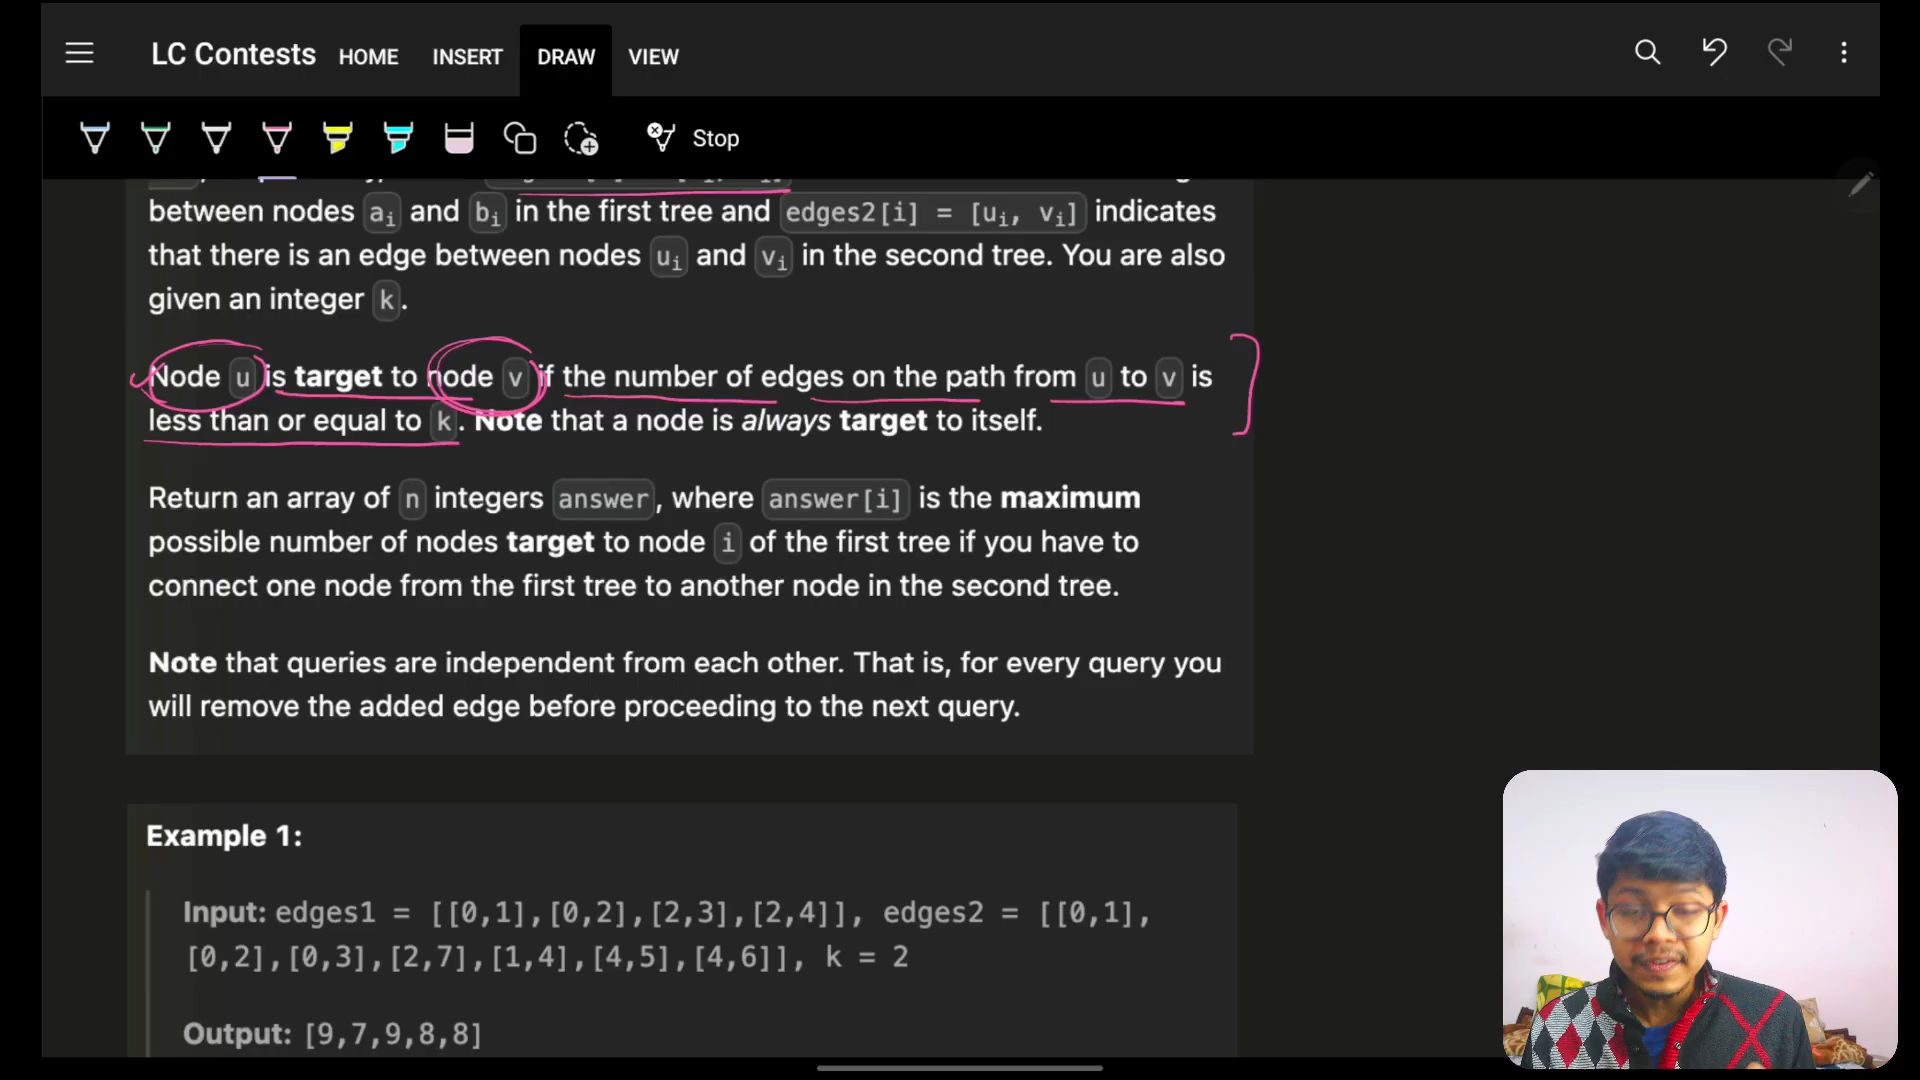 LC Contests HOME INSERT DRAW VIEW
Stop
between nodes ai and bi in the first tree and edges2[i] = [ui, vi] indicates
that there is an edge between nodes ui and vi in the second tree. You are also
given an integer k.
Node u is target to node v if the number of edges on the path from u to v is
less than or equal to k. Note that a node is always target to itself.
Return an array of n integers answer, where answer[i] is the maximum
possible number of nodes target to node i of the first tree if you have to
connect one node from the first tree to another node in the second tree.
Note that queries are independent from each other. That is, for every query you
will remove the added edge before proceeding to the next query.
Example 1:
Input: edges1 = [[0,1],[0,2],[2,3],[2,4]], edges2 = [[0,1],
[0,2],[0,3],[2,7],[1,4],[4,5],[4,6]], k = 2
Output: [9,7,9,8,8]